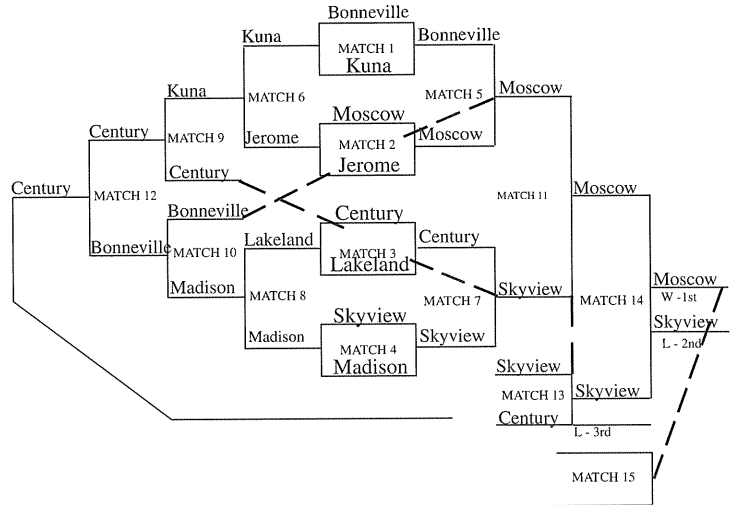 Bonneville
Kuna
MATCH 1
Bonneville
Kuna
Kuna
MATCH 6
MATCH 5
Moscow
Moscow
Century
MATCH 9
Jerome
MATCH 2
Moscow
Jerome
Century
Century
MATCH 12
MATCH 11
Moscow
Bonneville
Century
Bonneville
MATCH 10
Lakeland
MATCH 3
Century
Lakeland
Madison
MATCH 8
MATCH 7
Skyview
MATCH 14
Moscow
W -1st
Skyview
Madison
MATCH 4
Skyview
Skyview
L - 2nd
Madison
Skyview
MATCH 13
Skyview
Century
L - 3rd
MATCH 15